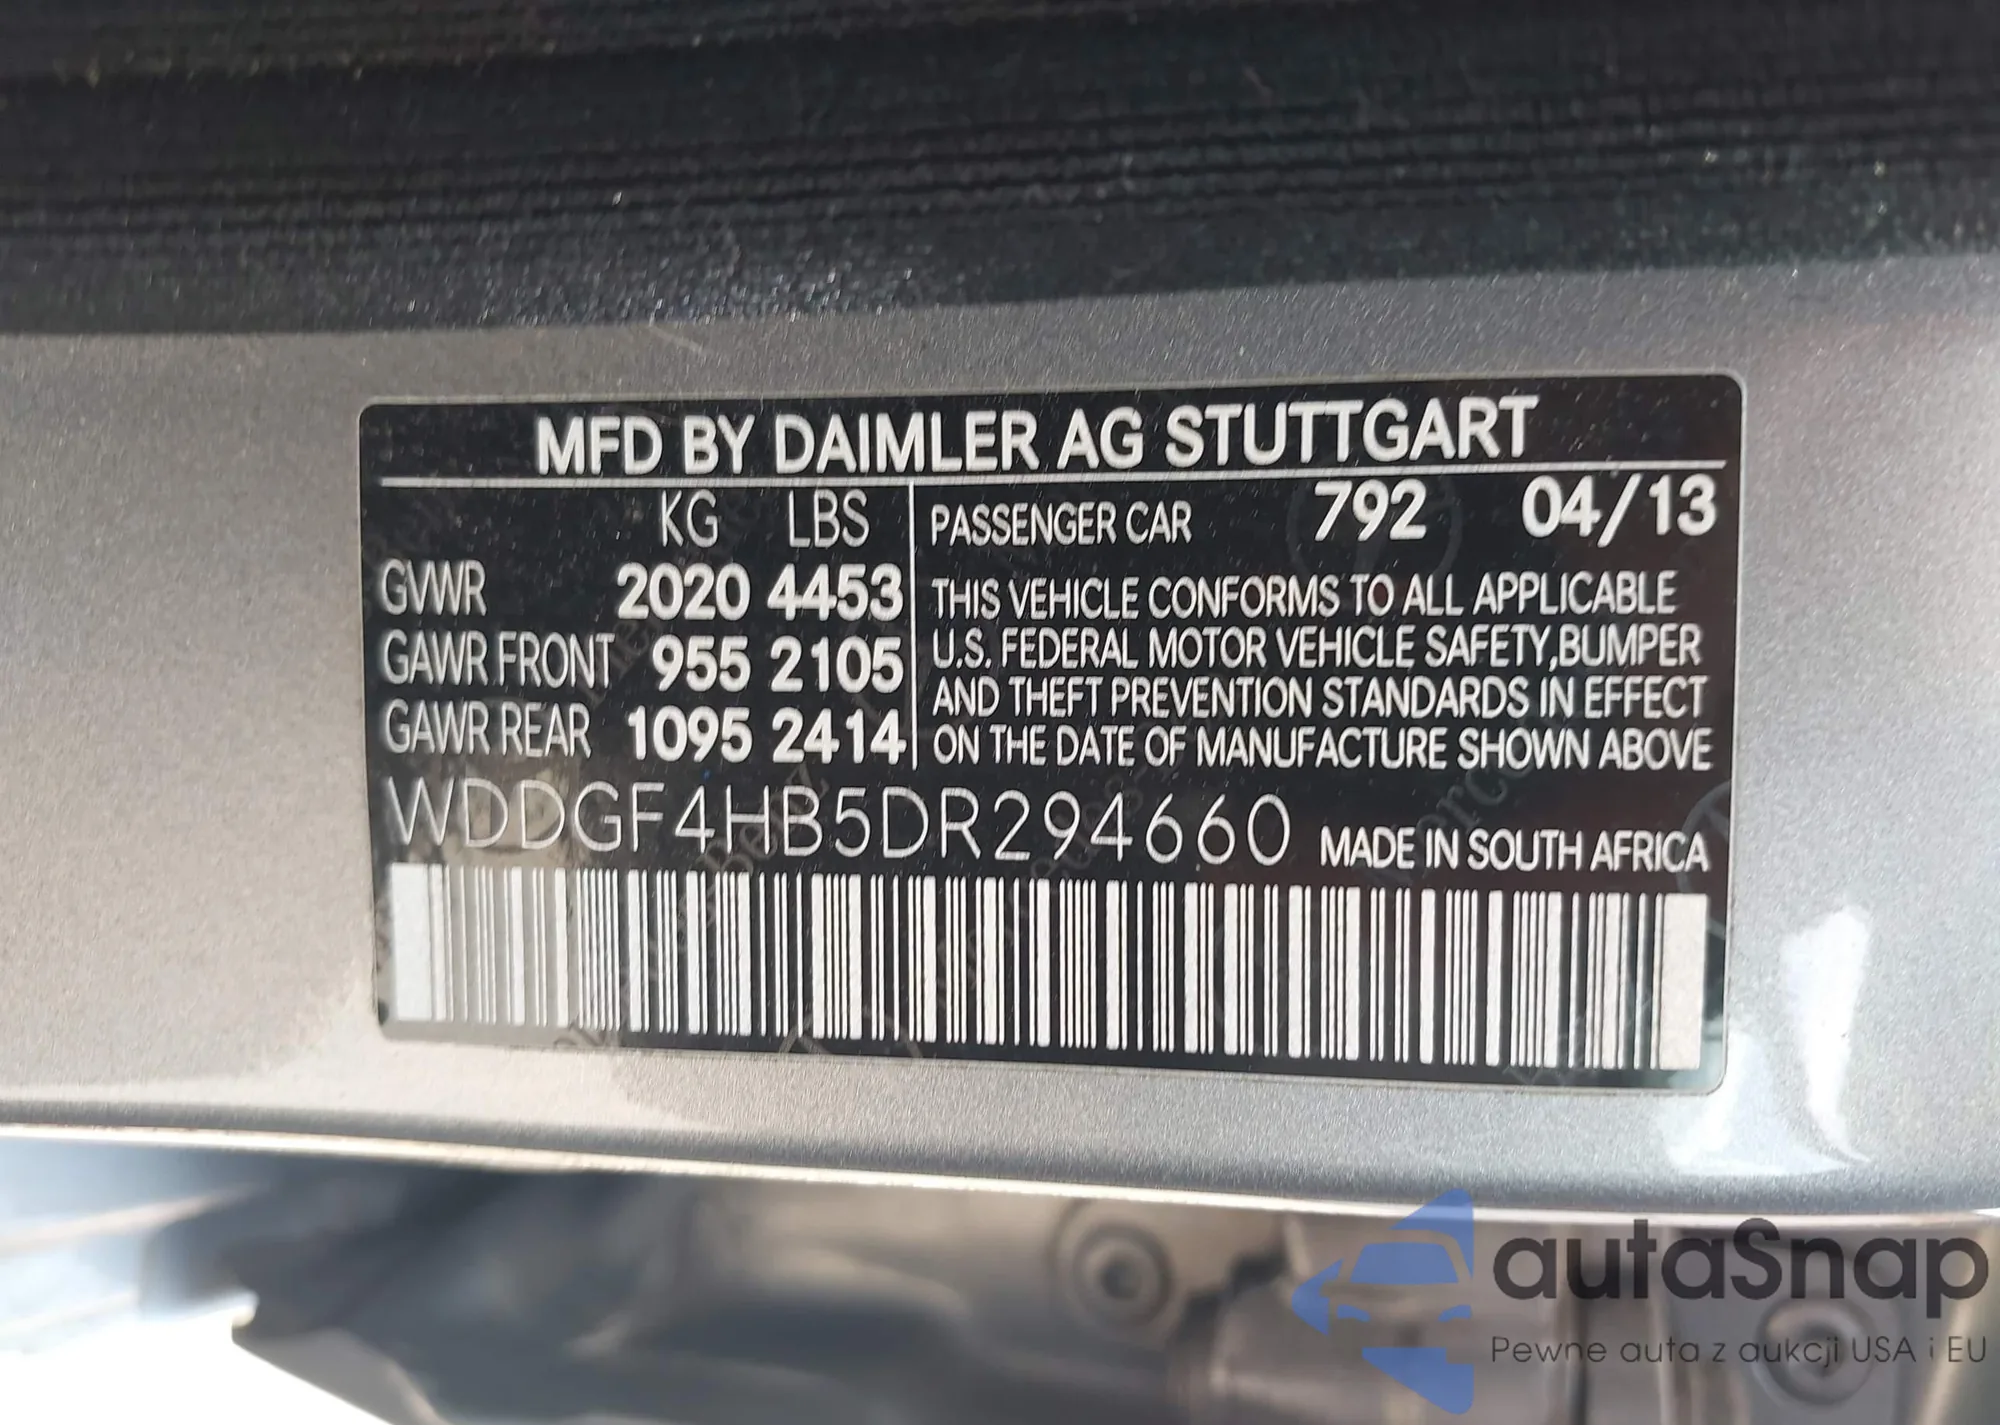 MFD BY DAIMLER AG STUTTGART
KG LBS
GVWR 2020 4453
GAWR FRONT 955 2105
GAWR REAR 1095 2414
PASSENGER CAR 792 04/13
THIS VEHICLE CONFORMS TO ALL APPLICABLE
U.S. FEDERAL MOTOR VEHICLE SAFETY,BUMPER
AND THEFT PREVENTION STANDARDS IN EFFECT
ON THE DATE OF MANUFACTURE SHOWN ABOVE
WDDGF4HB5DR294660 MADE IN SOUTH AFRICA
autaSnap
Pewne auta z aukcji USA i EU